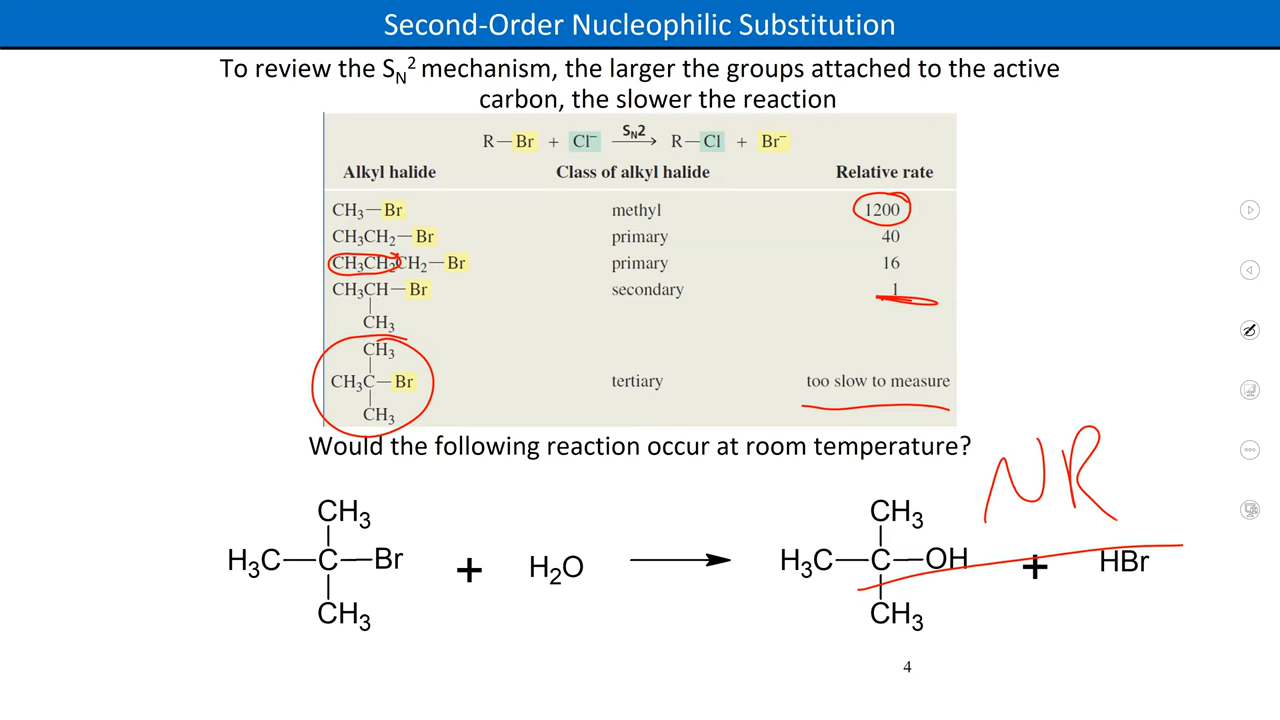 Second-Order Nucleophilic Substitution
To review the SN2 mechanism, the larger the groups attached to the active
carbon, the slower the reaction
R—Br + Cl⁻ SN2 → R—Cl + Br⁻
Alkyl halide Class of alkyl halide Relative rate
CH₃—Br methyl 1200
CH₃CH₂—Br primary 40
CH₃CH₂CH₂—Br primary 16
CH₃CH—Br secondary 1
CH₃
CH₃
CH₃C—Br tertiary too slow to measure
CH₃
Would the following reaction occur at room temperature?
NR
CH₃ CH₃
H₃C—C—Br + H₂O → H₃C—C—OH + HBr
CH₃ CH₃
4